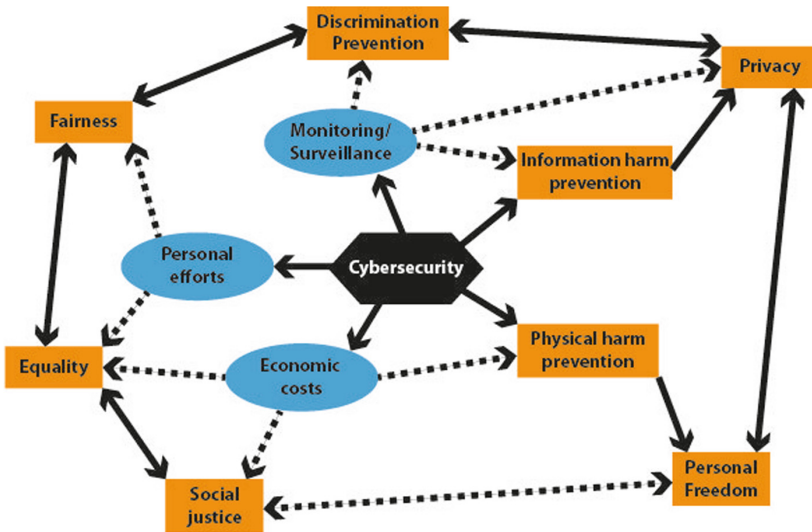 Discrimination
Prevention
Privacy
Fairness
Monitoring/
Surveillance
Information harm
prevention
Personal
efforts
Cybersecurity
Physical harm
prevention
Equality
Economic
costs
Social
justice
Personal
Freedom